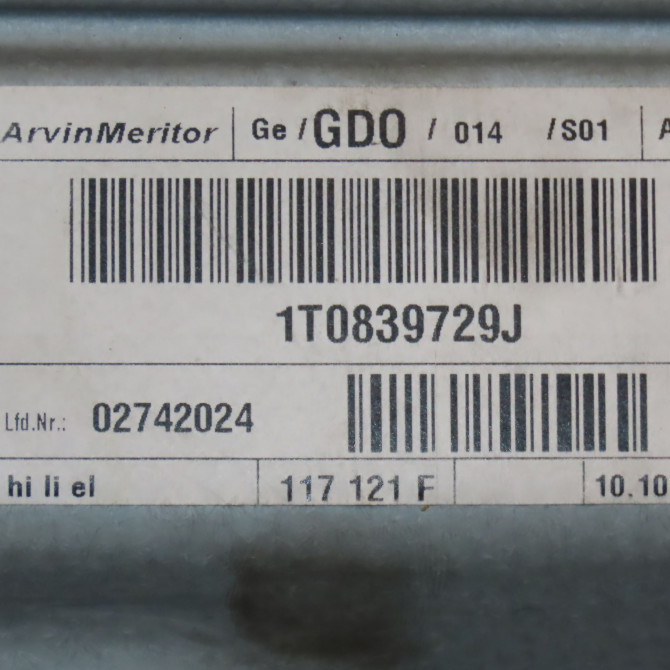 ArvinMeritor Ge / GDO / 014 / S01 A
1T0839729J
Lfd.Nr.: 02742024
hi li el 117 121 F 10.10